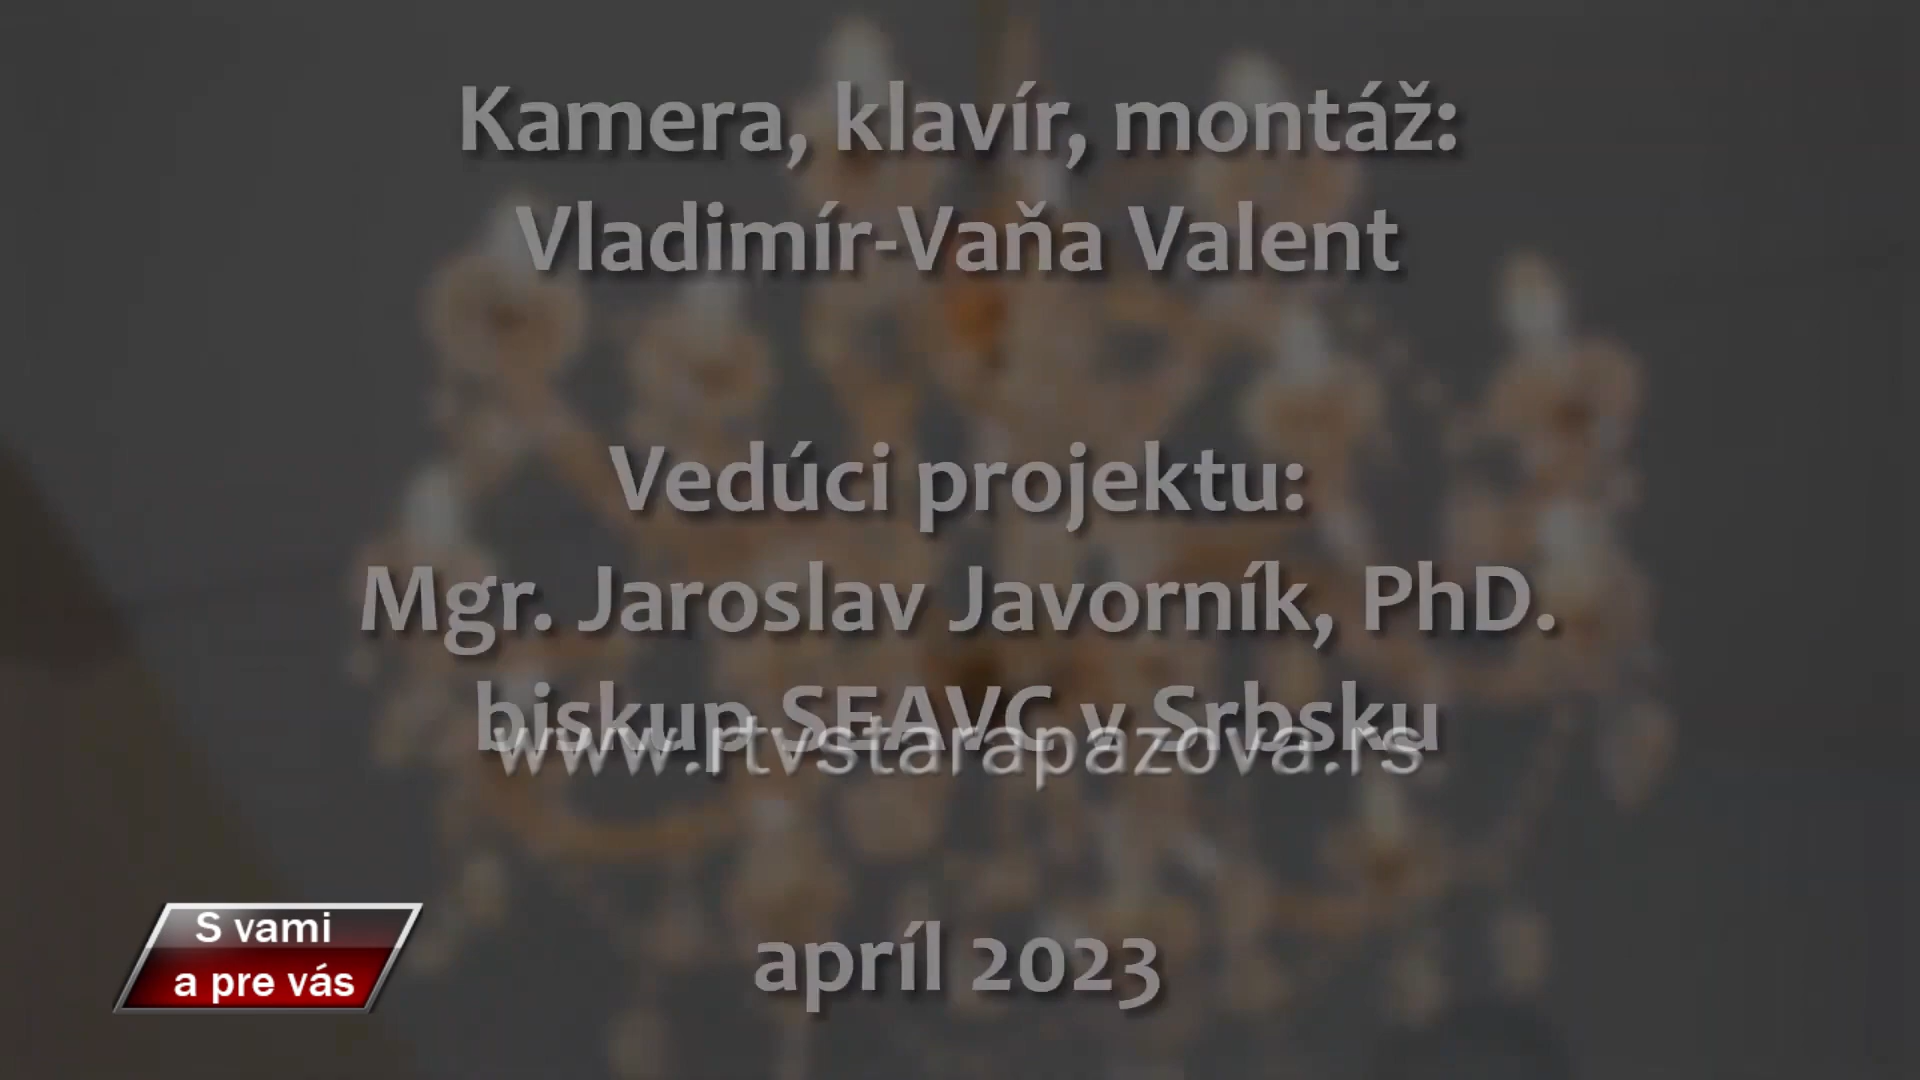 Kamera, klavír, montáž:
Vladimír-Vaňa Valent
Vedúci projektu:
Mgr. Jaroslav Javorník, PhD.
biskup SEAVC v Srbsku
www.rtvstarapazova.rs
S vami
a pre vás
apríl 2023